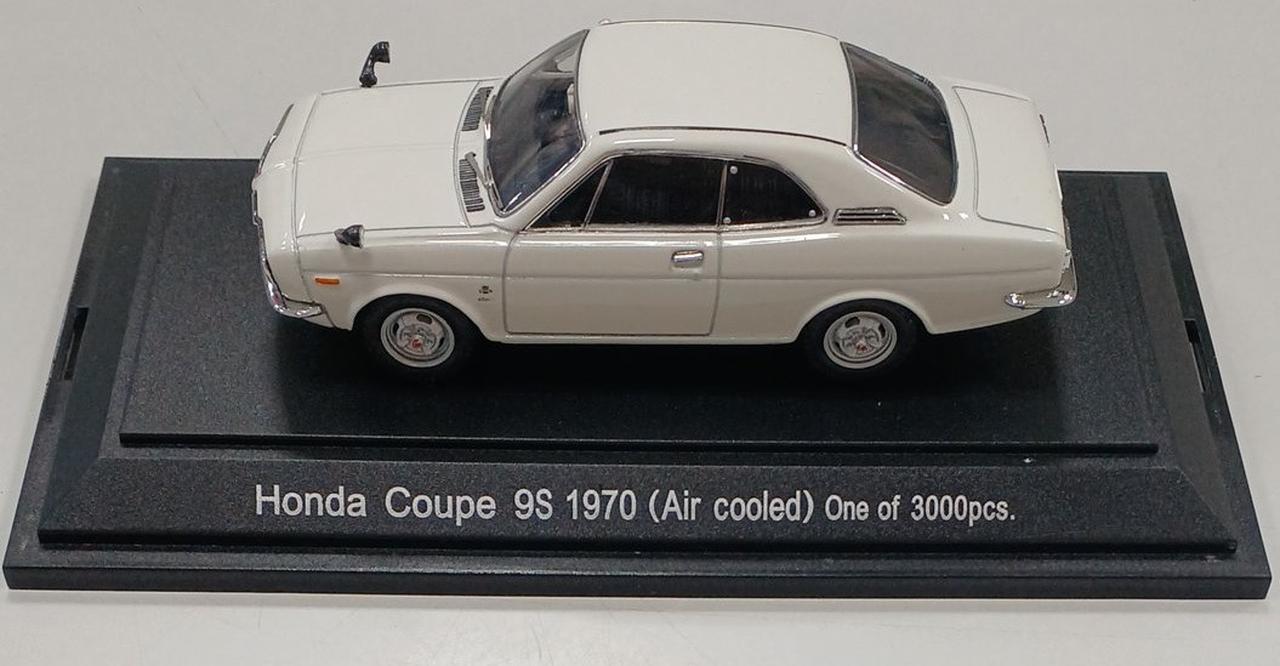 Honda Coupe 9S 1970 (Air cooled) One of 3000pcs.